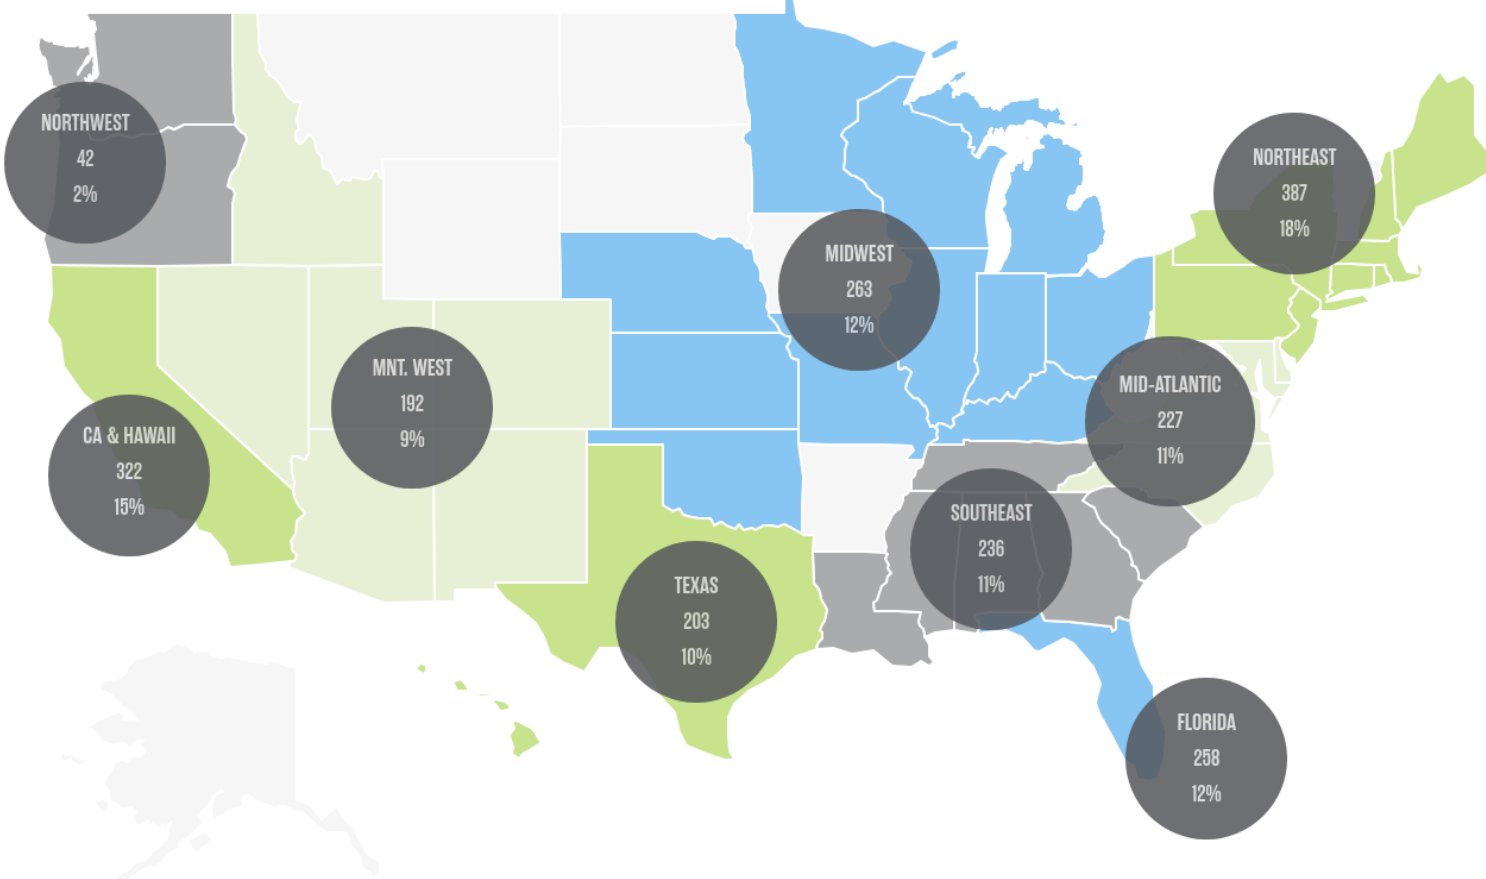 NORTHWEST
42
2%
NORTHEAST
387
18%
MIDWEST
263
12%
MNT. WEST
192
9%
MID-ATLANTIC
227
11%
CA & HAWAII
322
15%
SOUTHEAST
236
11%
TEXAS
203
10%
FLORIDA
258
12%